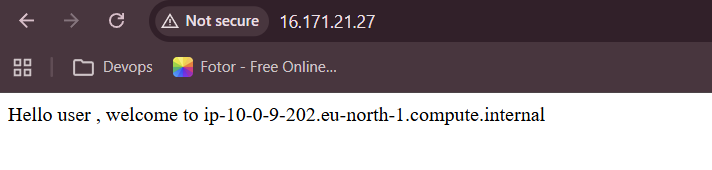 Not secure 16.171.21.27
Devops Fotor - Free Online...
Hello user , welcome to ip-10-0-9-202.eu-north-1.compute.internal